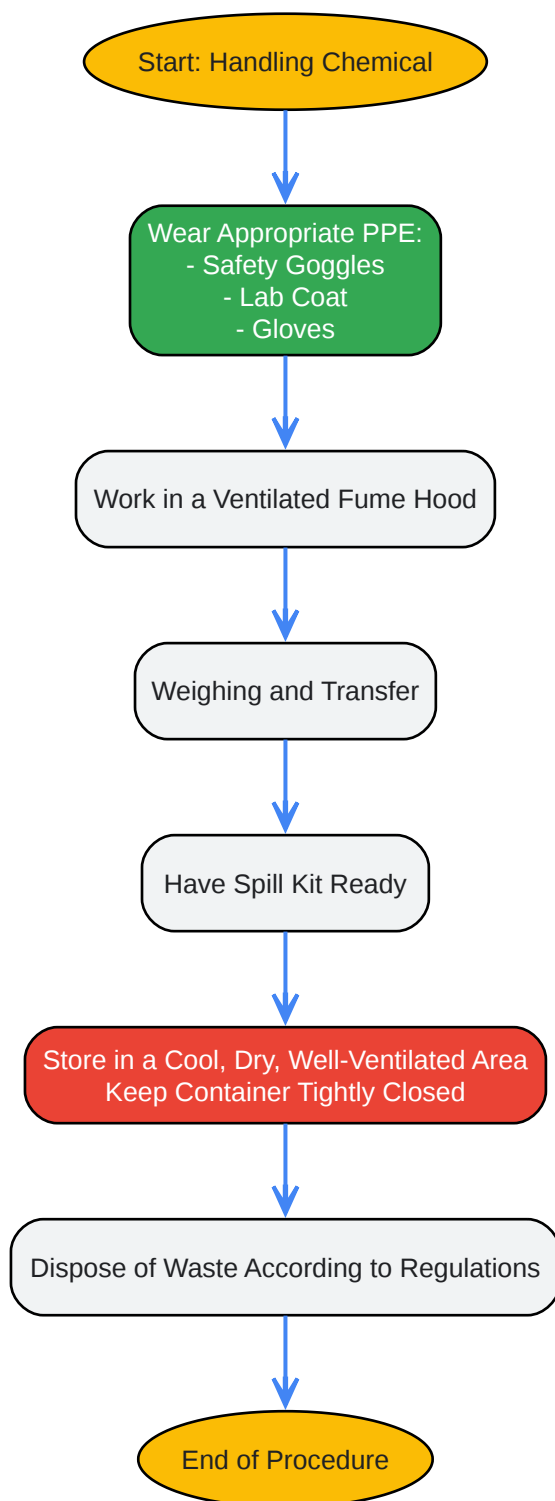 Start: Handling Chemical
Wear Appropriate PPE:
- Safety Goggles
- Lab Coat
- Gloves
Work in a Ventilated Fume Hood
Weighing and Transfer
Have Spill Kit Ready
Store in a Cool, Dry, Well-Ventilated Area
Keep Container Tightly Closed
Dispose of Waste According to Regulations
End of Procedure